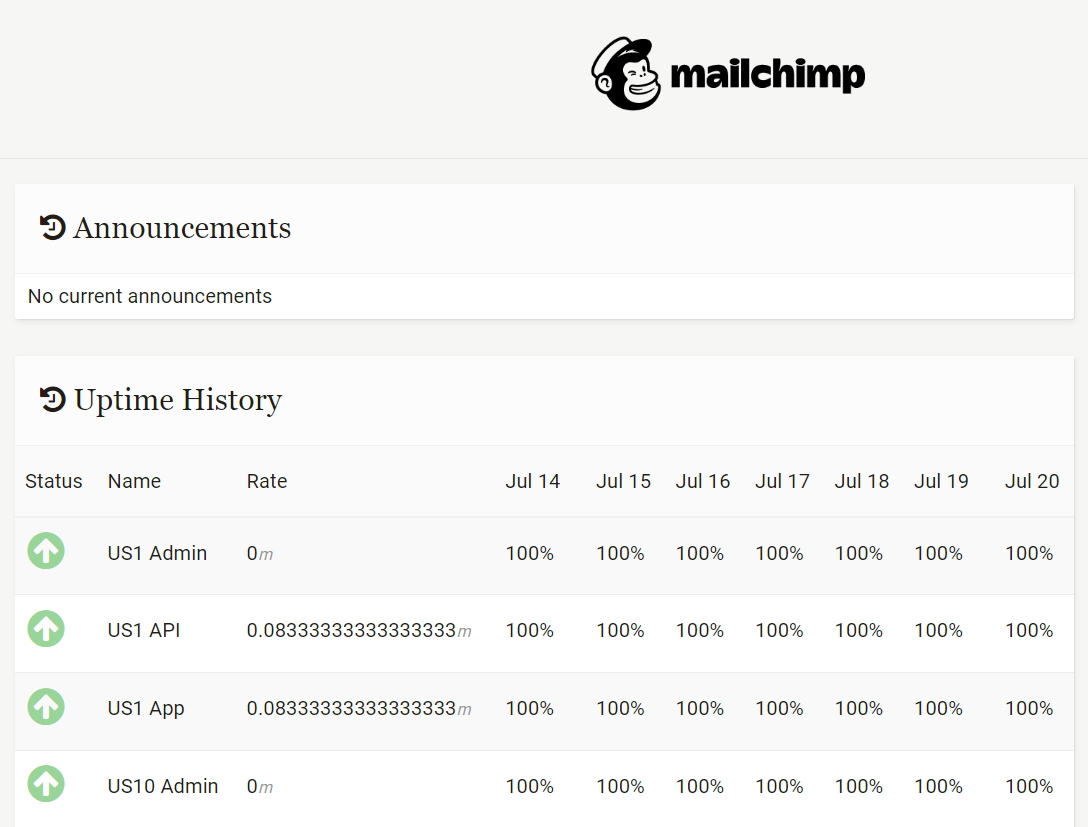 mailchimp
Announcements
No current announcements
Uptime History
Status Name Rate Jul 14 Jul 15 Jul 16 Jul 17 Jul 18 Jul 19 Jul 20
US1 Admin 0m 100% 100% 100% 100% 100% 100% 100%
US1 API 0.08333333333333333m 100% 100% 100% 100% 100% 100% 100%
US1 App 0.08333333333333333m 100% 100% 100% 100% 100% 100% 100%
US10 Admin 0m 100% 100% 100% 100% 100% 100% 100%